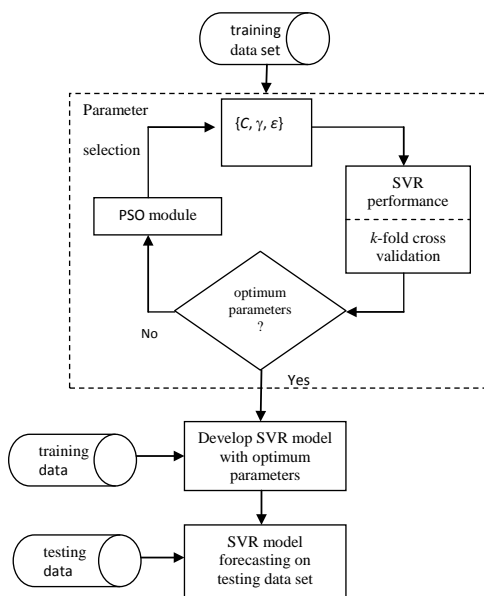 training
data set
Parameter
selection
{C, γ, ε}
SVR
performance
PSO module
k-fold cross
validation
optimum
parameters
?
No
Yes
Develop SVR model
with optimum
parameters
training
data
SVR model
forecasting on
testing data set
testing
data